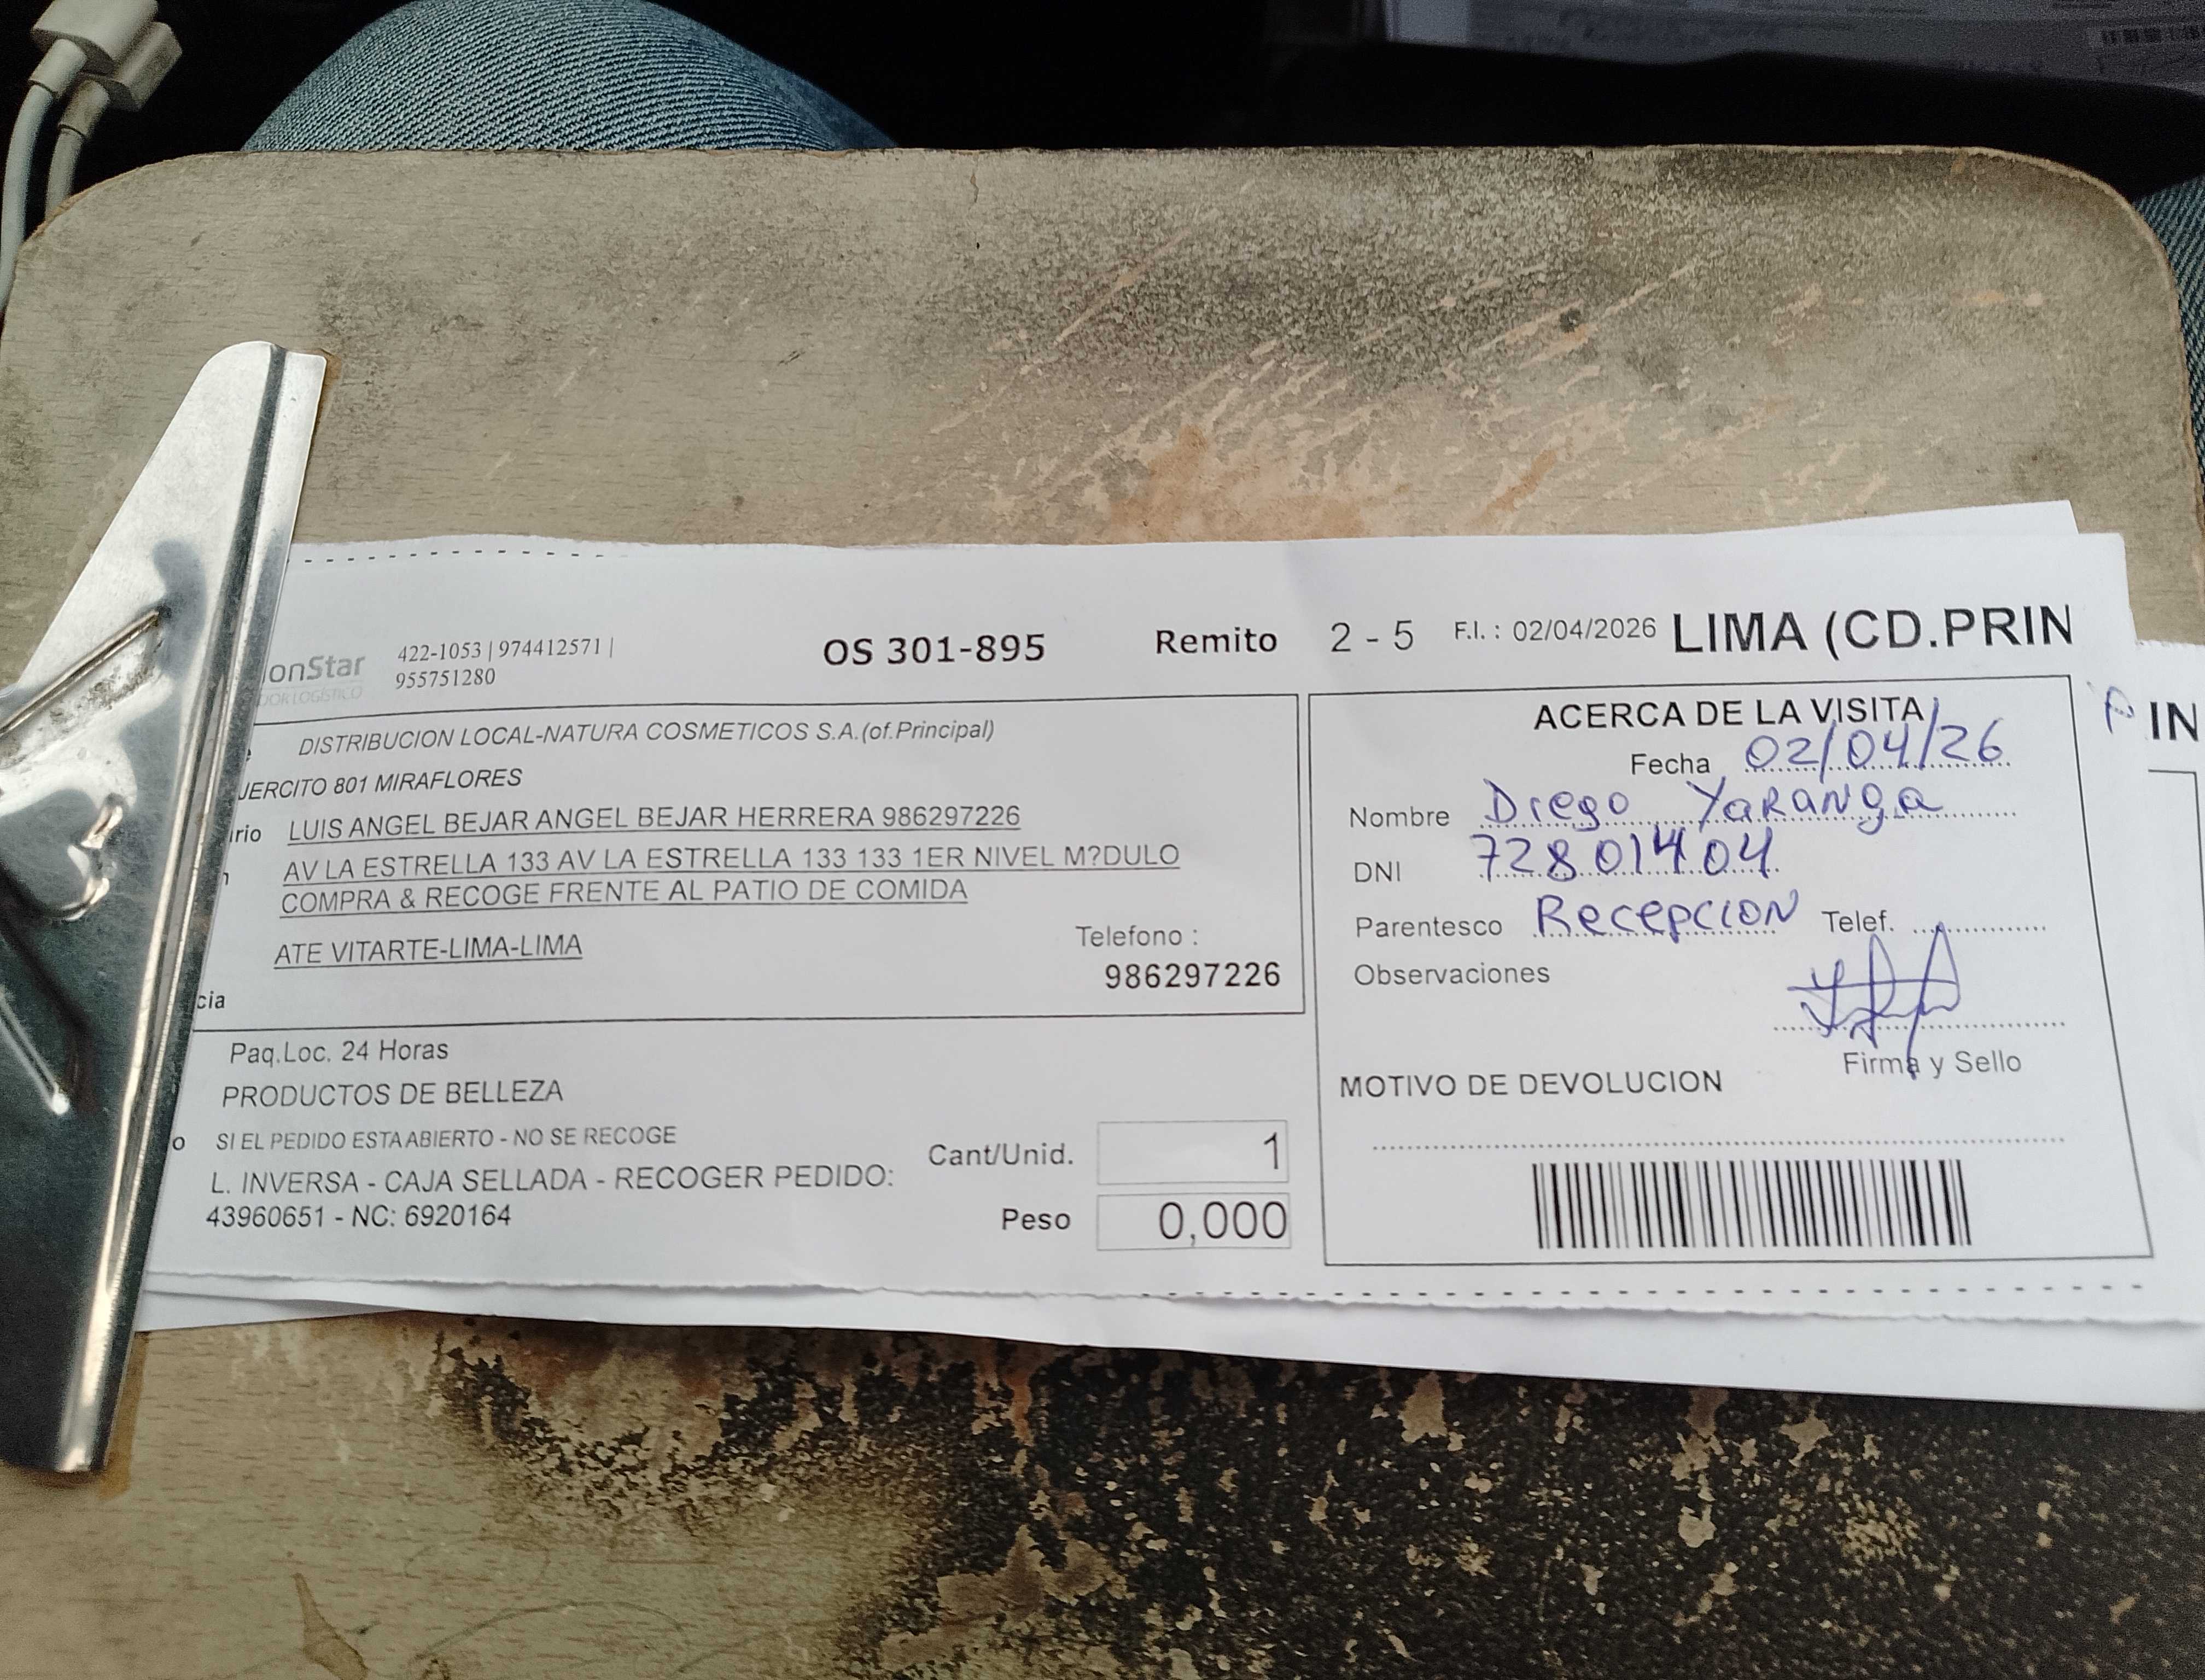 onStar
422-1053 | 974412571 |
955751280
OS 301-895
Remito 2 - 5
F.I. : 02/04/2026
LIMA (CD.PRIN
DISTRIBUCION LOCAL-NATURA COSMETICOS S.A.(of.Principal)
JERCITO 801 MIRAFLORES
rio LUIS ANGEL BEJAR ANGEL BEJAR HERRERA 986297226
AV LA ESTRELLA 133 AV LA ESTRELLA 133 133 1ER NIVEL M?DULO
COMPRA & RECOGE FRENTE AL PATIO DE COMIDA
ATE VITARTE-LIMA-LIMA
Telefono :
986297226
cia
Paq.Loc. 24 Horas
PRODUCTOS DE BELLEZA
o SI EL PEDIDO ESTA ABIERTO - NO SE RECOGE
L. INVERSA - CAJA SELLADA - RECOGER PEDIDO:
43960651 - NC: 6920164
Cant/Unid. 1
Peso 0,000
ACERCA DE LA VISITA
Fecha 02/04/26
Nombre Diego Yaranga
DNI 72801404
Parentesco Recepcion Telef.
Observaciones
Firma y Sello
MOTIVO DE DEVOLUCION
IN